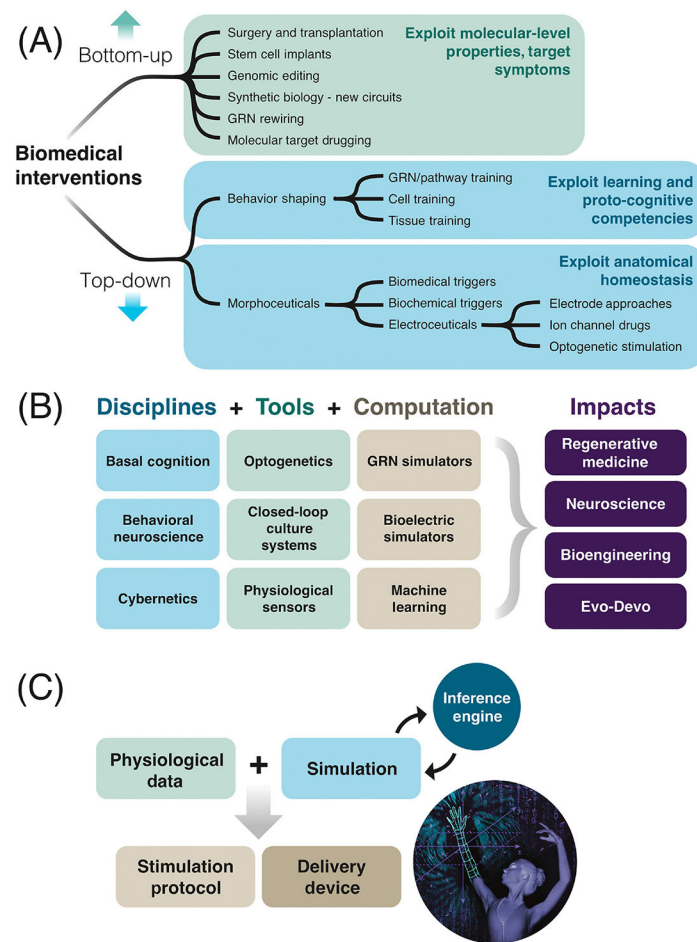 (A)
Bottom-up
Surgery and transplantation
Stem cell implants
Genomic editing
Synthetic biology - new circuits
GRN rewiring
Molecular target drugging
Exploit molecular-level
properties, target
symptoms
Biomedical
interventions
Behavior shaping
GRN/pathway training
Cell training
Tissue training
Exploit learning and
proto-cognitive
competencies
Top-down
Morphoceuticals
Biomedical triggers
Biochemical triggers
Electroceuticals
Exploit anatomical
homeostasis
Electrode approaches
Ion channel drugs
Optogenetic stimulation
(B)
Disciplines + Tools + Computation
Impacts
Basal cognition
Optogenetics
GRN simulators
Behavioral
neuroscience
Closed-loop
culture
systems
Bioelectric
simulators
Cybernetics
Physiological
sensors
Machine
learning
Regenerative
medicine
Neuroscience
Bioengineering
Evo-Devo
(C)
Inference
engine
Physiological
data
+
Simulation
Stimulation
protocol
Delivery
device